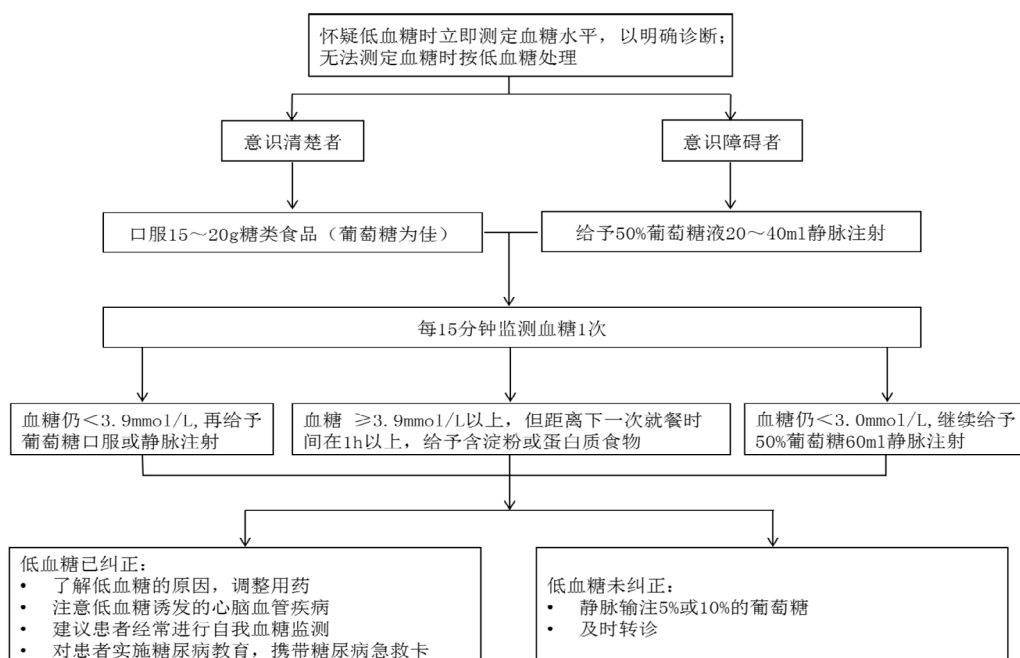 怀疑低血糖时立即测定血糖水平，以明确诊断；
无法测定血糖时按低血糖处理
意识清楚者
意识障碍者
口服15～20g糖类食品（葡萄糖为佳）
给予50%葡萄糖液20～40ml静脉注射
每15分钟监测血糖1次
血糖仍＜3.9mmol/L,再给予
葡萄糖口服或静脉注射
血糖 ≥3.9mmol/L以上，但距离下一次就餐时
间在1h以上，给予含淀粉或蛋白质食物
血糖仍＜3.0mmol/L,继续给予
50%葡萄糖60ml静脉注射
低血糖已纠正：
• 了解低血糖的原因，调整用药
• 注意低血糖诱发的心脑血管疾病
• 建议患者经常进行自我血糖监测
• 对患者实施糖尿病教育，携带糖尿病急救卡
低血糖未纠正：
• 静脉输注5%或10%的葡萄糖
• 及时转诊